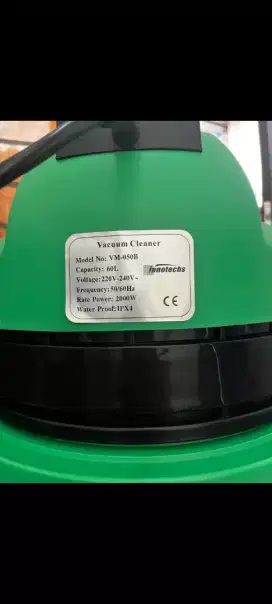 Vacuum Cleaner
Model No: VM-050B
Capacity: 60L
Innotechs
Voltage:220V-240V~
Frequency:50/60Hz
Rate Power: 2000W
Water Proof:IPX4
CE